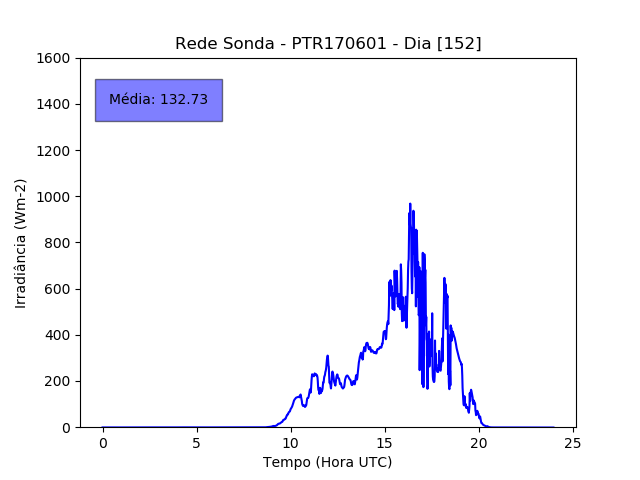 Rede Sonda - PTR170601 - Dia [152]
1600
Média: 132.73
1400
1200
1000
800
600
400
200
0
Irradiância (Wm-2)
0 5 10 15 20 25
Tempo (Hora UTC)